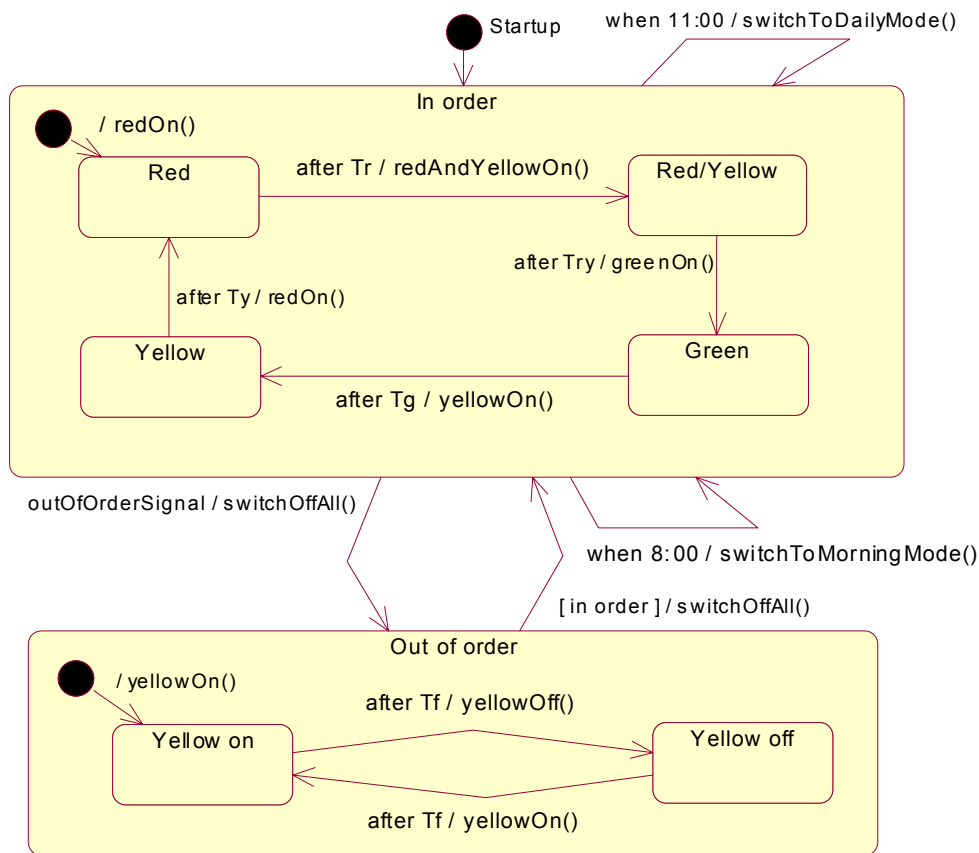 Startup
when 11:00 / switchToDailyMode()
In order
/ redOn()
Red
after Tr / redAndYellowOn()
Red/Yellow
after Try / greenOn()
after Ty / redOn()
Yellow
Green
after Tg / yellowOn()
outOfOrderSignal / switchOffAll()
when 8:00 / switchToMorningMode()
[ in order ] / switchOffAll()
Out of order
/ yellowOn()
after Tf / yellowOff()
Yellow on
Yellow off
after Tf / yellowOn()